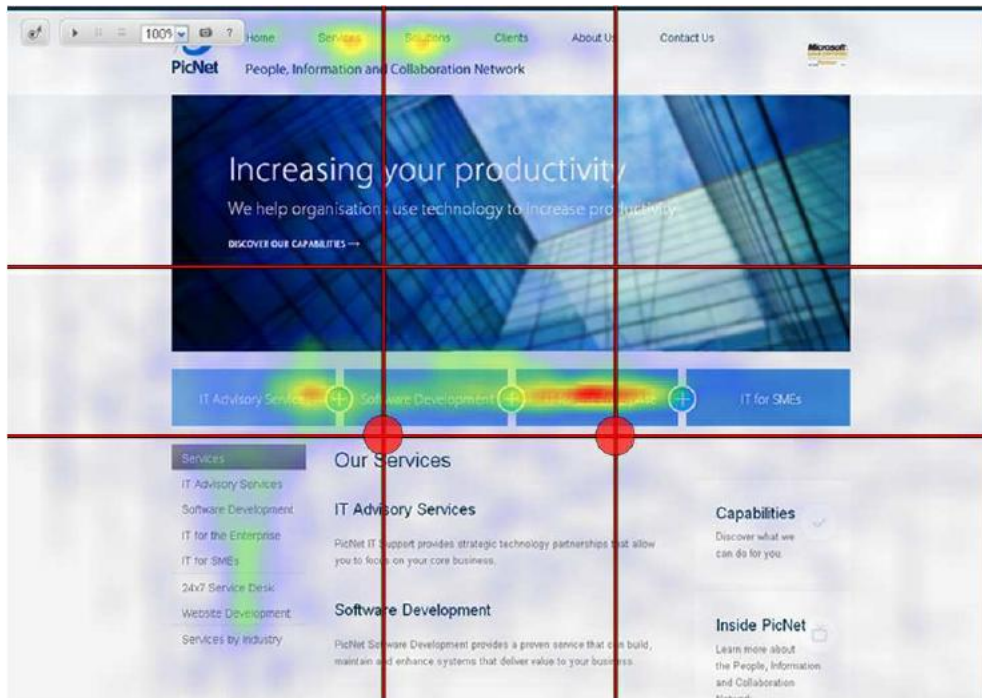 100%
?
Home Services Solutions Clients About Us Contact Us
Microsoft
PicNet
People, Information and Collaboration Network
Increasing your productivity
We help organisations use technology to increase productivity
DISCOVER OUR CAPABILITIES →
IT Advisory Services
Software Development
IT for SMEs
Services
IT Advisory Services
Software Development
IT for the Enterprise
IT for SMEs
24x7 Service Desk
Website Development
Services by Industry
Our Services
IT Advisory Services
PicNet IT Support provides strategic technology partnerships that allow
you to focus on your core business.
Software Development
PicNet Software Development provides a proven service that can build,
maintain and enhance systems that deliver value to your business.
Capabilities
Discover what we
can do for you.
Inside PicNet
Learn more about
the People, Information
and Collaboration